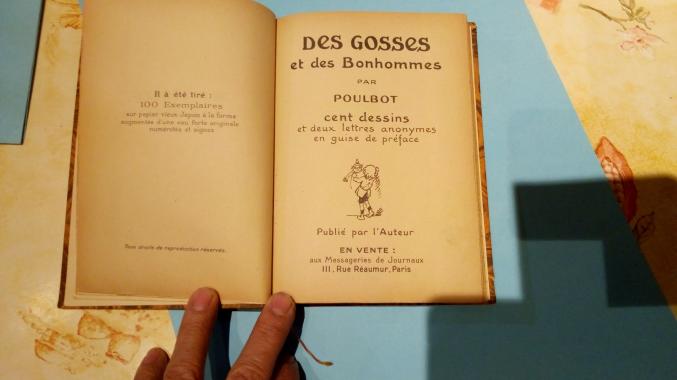 Il a été tiré :
100 Exemplaires
sur papier vieux Japon à la forme
augmentés d'une eau forte originale
numérotés et signés
Tous droits de reproduction réservés.
DES GOSSES
et des Bonhommes
PAR
POULBOT
cent dessins
et deux lettres anonymes
en guise de préface
Publié par l'Auteur
EN VENTE :
aux Messageries de Journaux
111, Rue Réaumur, Paris